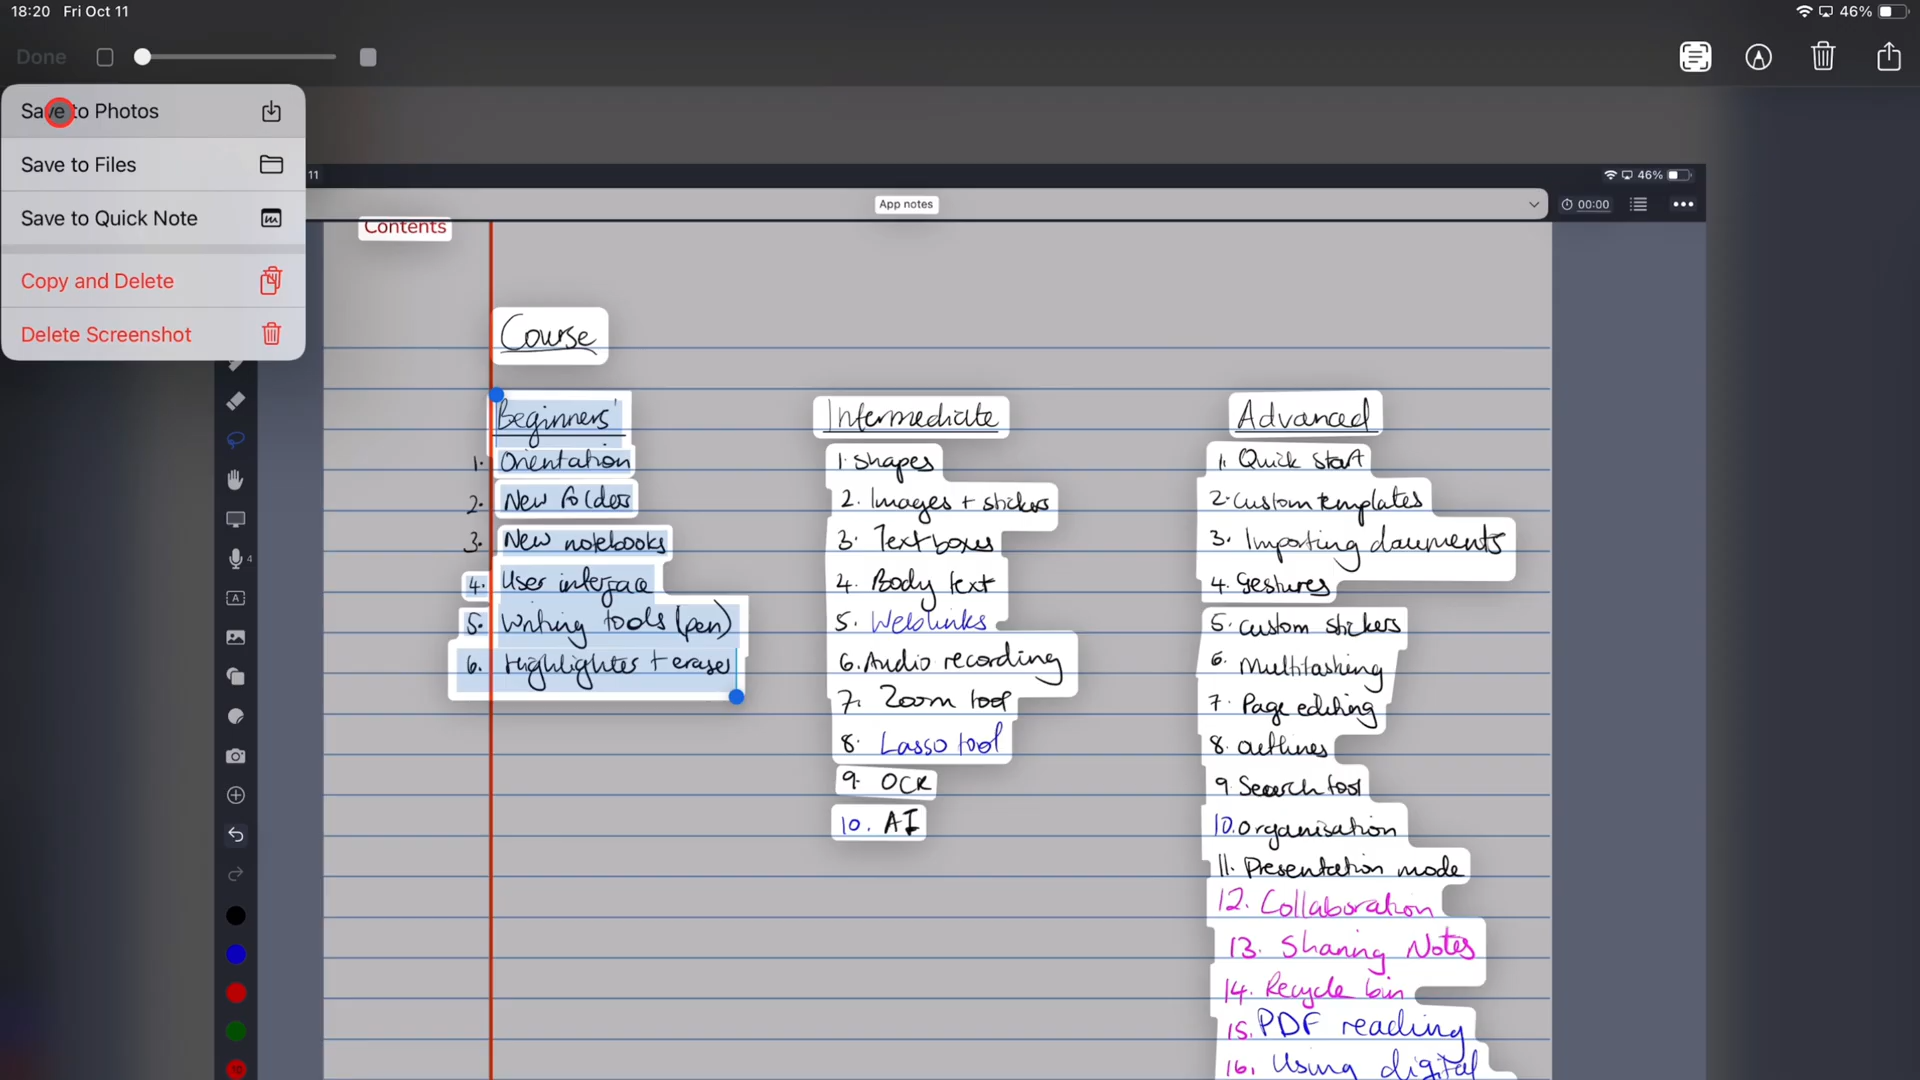 18:20 Fri Oct 11
46%
Done
Save to Photos
Save to Files
Save to Quick Note
Copy and Delete
Delete Screenshot
11
46%
App notes
00:00
Contents
Course
Beginners'
1. Orientation
2. New folder
3. New notebooks
4. User interface
5. Writing tools (pen)
6. Highlighter + eraser
Intermediate
1. Shapes
2. Images + stickers
3. Textboxes
4. Body text
5. Weblinks
6. Audio recording
7. Zoom tool
8. Lasso tool
9. OCR
10. AI
Advanced
1. Quick Start
2. Custom templates
3. Importing documents
4. Gestures
5. Custom stickers
6. Multitasking
7. Page editing
8. outlines
9 Search tool
10. Organisation
11. Presentation mode
12. Collaboration
13. Sharing Notes
14. Recycle bin
15. PDF reading
16. Using digital